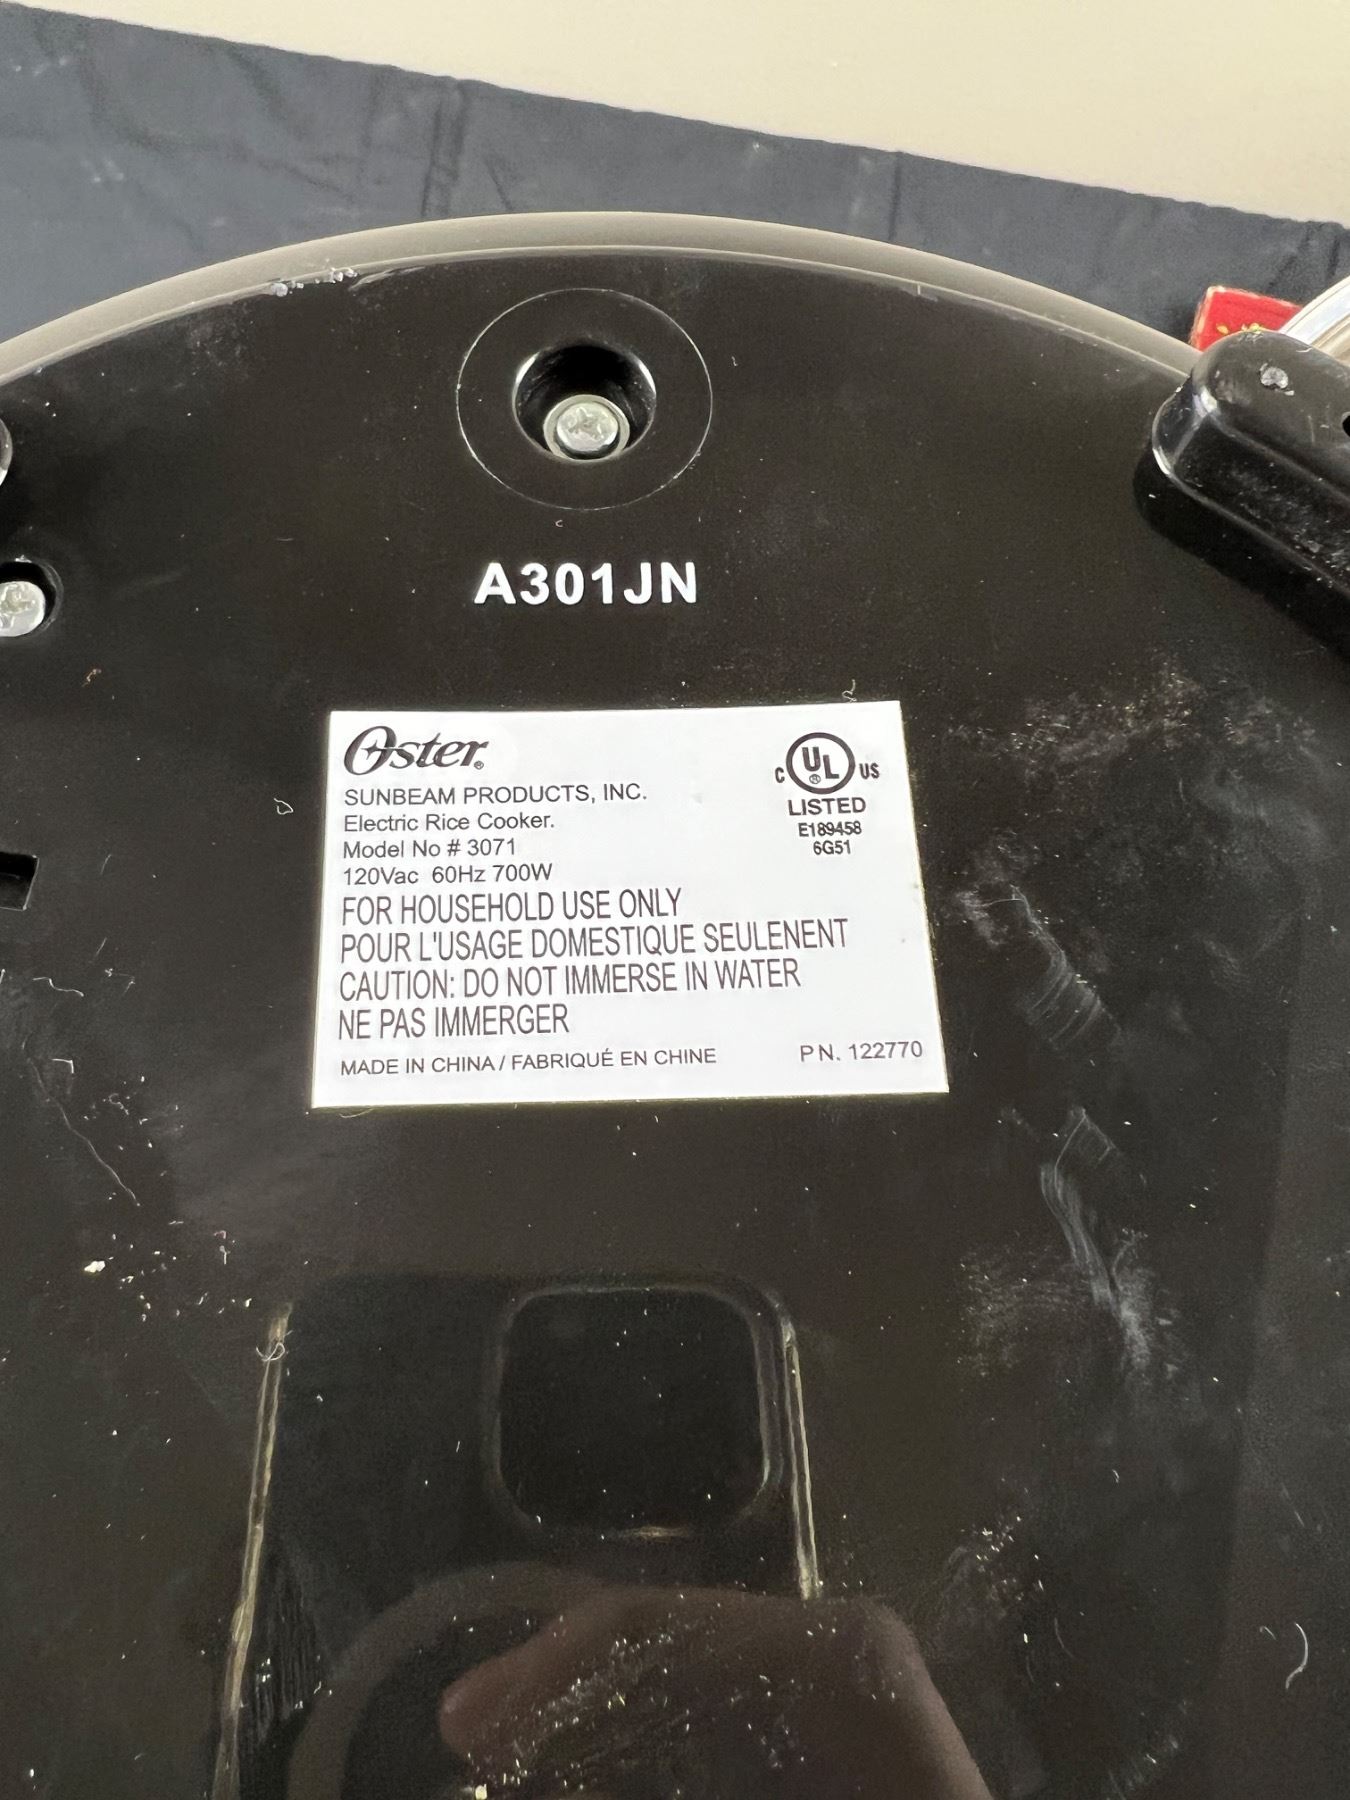 A301JN
Oster®
SUNBEAM PRODUCTS, INC.
Electric Rice Cooker.
Model No # 3071
120Vac 60Hz 700W
FOR HOUSEHOLD USE ONLY
POUR L'USAGE DOMESTIQUE SEULENENT
CAUTION: DO NOT IMMERSE IN WATER
NE PAS IMMERGER
MADE IN CHINA / FABRIQUÉ EN CHINE
C UL® US
LISTED
E189458
6G51
PN. 122770